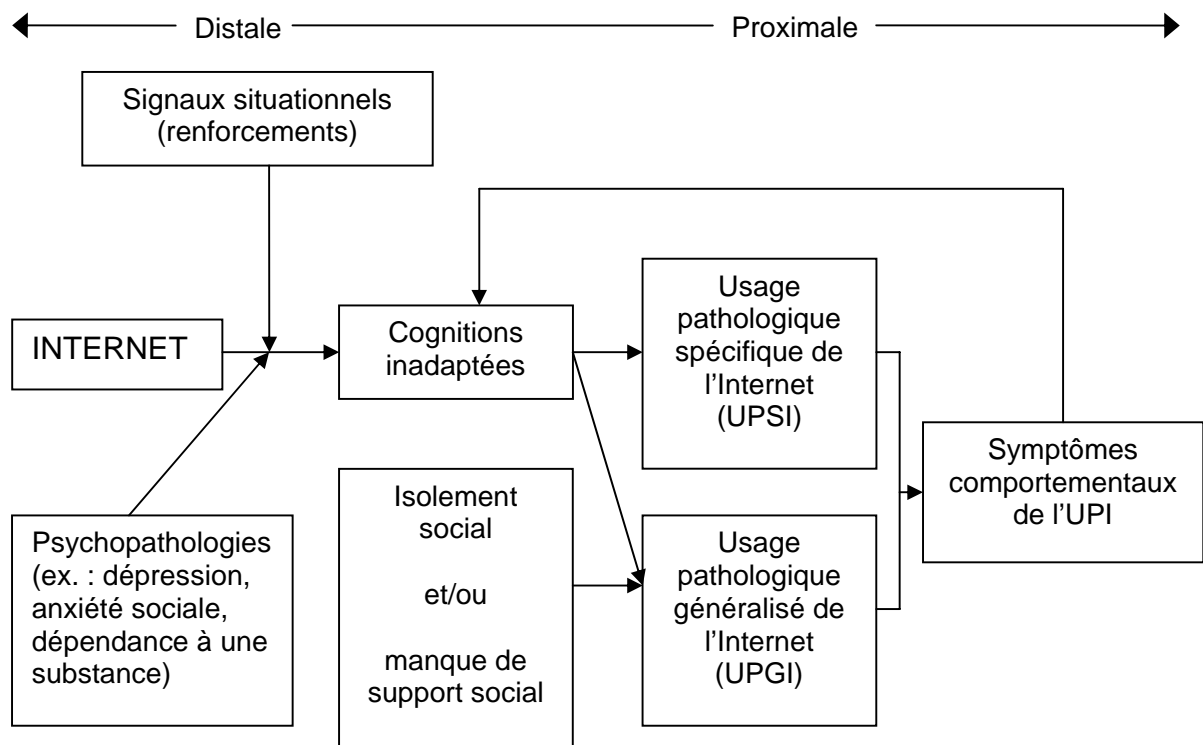 Distale
Proximale
Signaux situationnels
(renforcements)
INTERNET
Cognitions
inadaptées
Usage
pathologique
spécifique de
l’Internet
(UPSI)
Symptômes
comportementaux
de l’UPI
Psychopathologies
(ex. : dépression,
anxiété sociale,
dépendance à une
substance)
Isolement
social
et/ou
manque de
support social
Usage
pathologique
généralisé de
l’Internet
(UPGI)